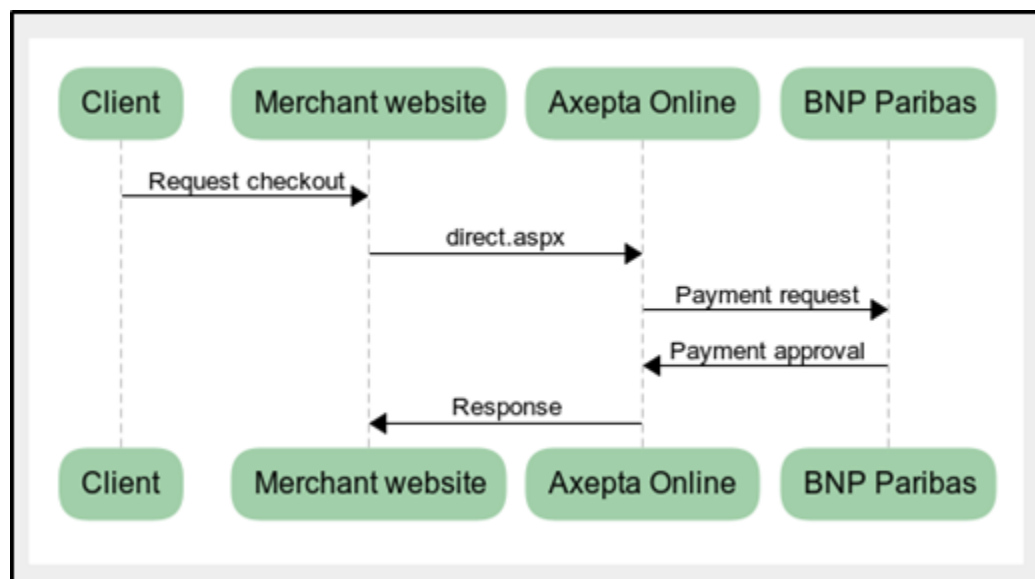 Client Merchant website Axepta Online BNP Paribas
Request checkout
direct.aspx
Payment request
Payment approval
Response
Client Merchant website Axepta Online BNP Paribas